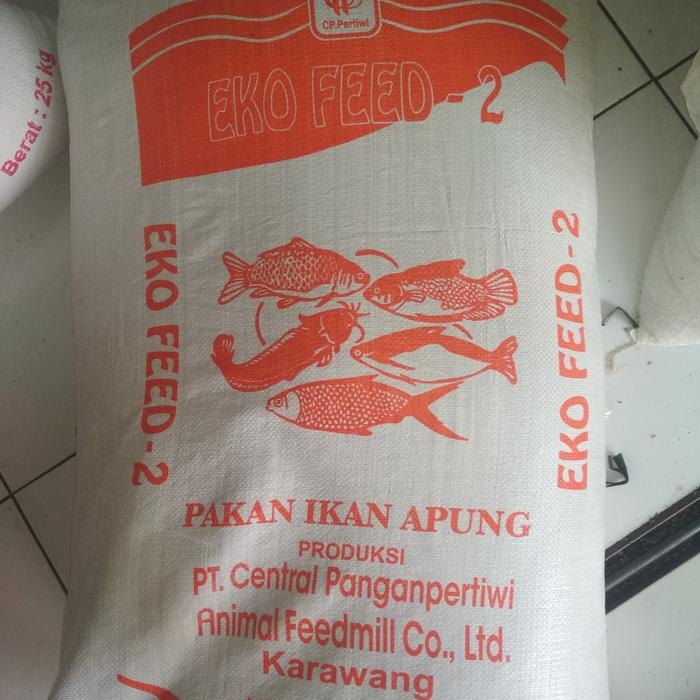 CP.Pertiwi
EKO FEED - 2
Berat : 25 kg
EKO FEED-2
EKO FEED-2
PAKAN IKAN APUNG
PRODUKSI
PT. Central Panganpertiwi
Animal Feedmill Co., Ltd.
Karawang